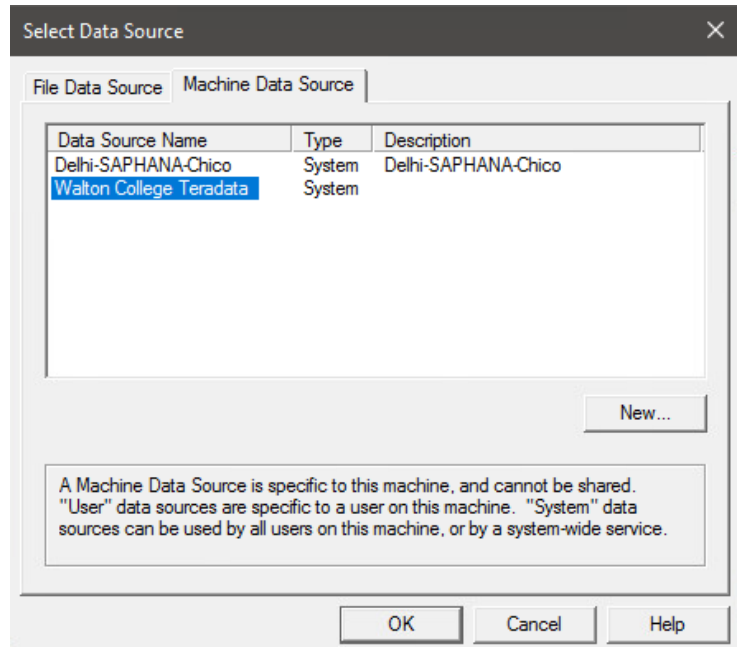 Select Data Source
File Data Source Machine Data Source
Data Source Name Type Description
Delhi-SAPHANA-Chico System Delhi-SAPHANA-Chico
Walton College Teradata System
New...
A Machine Data Source is specific to this machine, and cannot be shared.
"User" data sources are specific to a user on this machine. "System" data
sources can be used by all users on this machine, or by a system-wide service.
OK Cancel Help